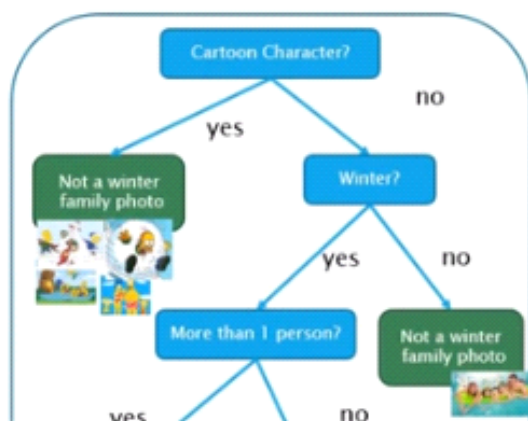 Cartoon Character?
no
yes
Not a winter
family photo
Winter?
yes
no
More than 1 person?
Not a winter
family photo
yes
no